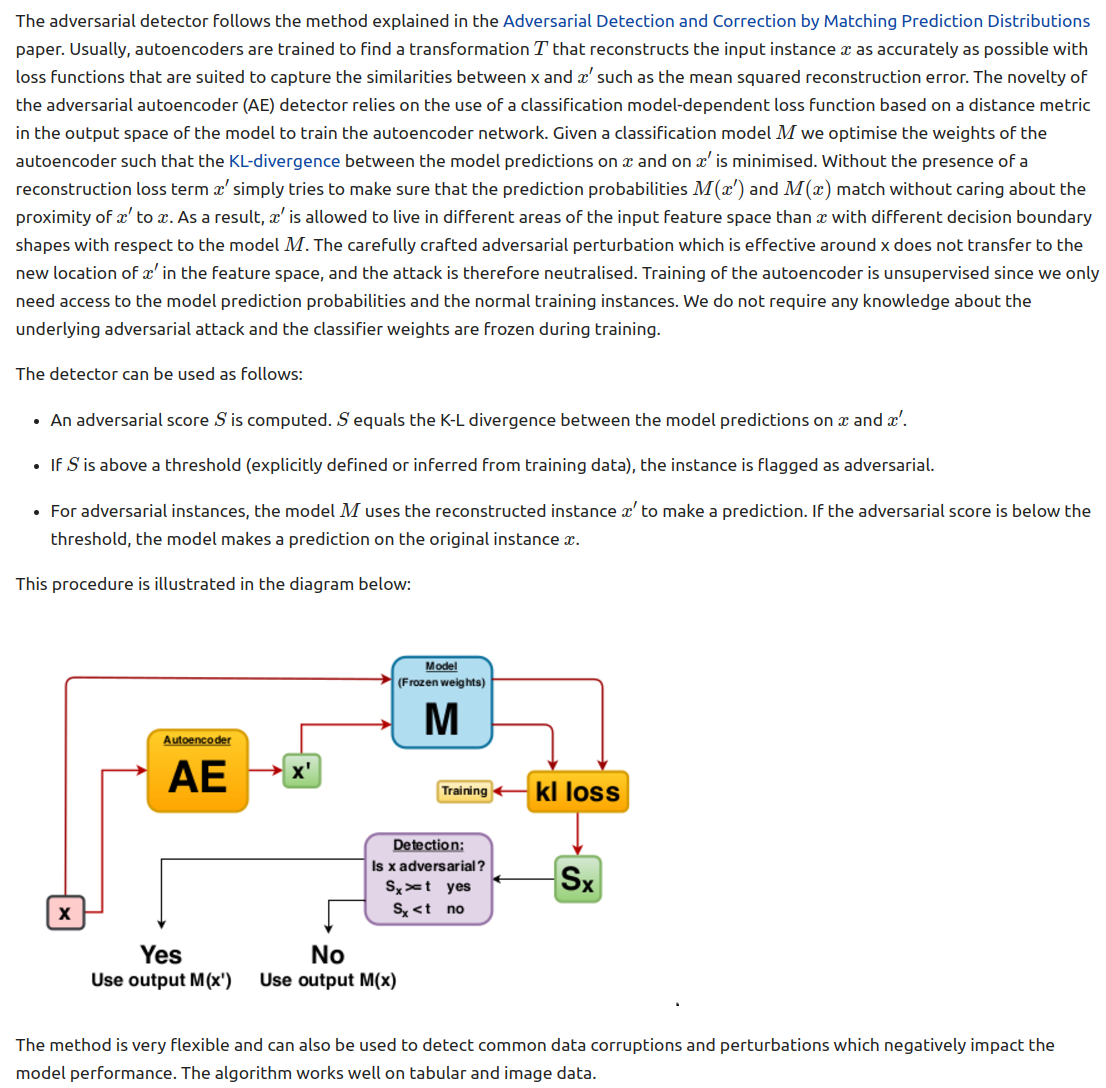 The adversarial detector follows the method explained in the Adversarial Detection and Correction by Matching Prediction Distributions
paper. Usually, autoencoders are trained to find a transformation T that reconstructs the input instance x as accurately as possible with
loss functions that are suited to capture the similarities between x and x′ such as the mean squared reconstruction error. The novelty of
the adversarial autoencoder (AE) detector relies on the use of a classification model-dependent loss function based on a distance metric
in the output space of the model to train the autoencoder network. Given a classification model M we optimise the weights of the
autoencoder such that the KL-divergence between the model predictions on x and on x′ is minimised. Without the presence of a
reconstruction loss term x′ simply tries to make sure that the prediction probabilities M(x′) and M(x) match without caring about the
proximity of x′ to x. As a result, x′ is allowed to live in different areas of the input feature space than x with different decision boundary
shapes with respect to the model M. The carefully crafted adversarial perturbation which is effective around x does not transfer to the
new location of x′ in the feature space, and the attack is therefore neutralised. Training of the autoencoder is unsupervised since we only
need access to the model prediction probabilities and the normal training instances. We do not require any knowledge about the
underlying adversarial attack and the classifier weights are frozen during training.
The detector can be used as follows:
• An adversarial score S is computed. S equals the K-L divergence between the model predictions on x and x′.
• If S is above a threshold (explicitly defined or inferred from training data), the instance is flagged as adversarial.
• For adversarial instances, the model M uses the reconstructed instance x′ to make a prediction. If the adversarial score is below the
threshold, the model makes a prediction on the original instance x.
This procedure is illustrated in the diagram below:
Model
(Frozen weights)
M
Autoencoder
AE
x'
Training
kl loss
Detection:
Is x adversarial?
Sx >= t yes
Sx < t no
Sx
x
Yes
Use output M(x')
No
Use output M(x)
The method is very flexible and can also be used to detect common data corruptions and perturbations which negatively impact the
model performance. The algorithm works well on tabular and image data.